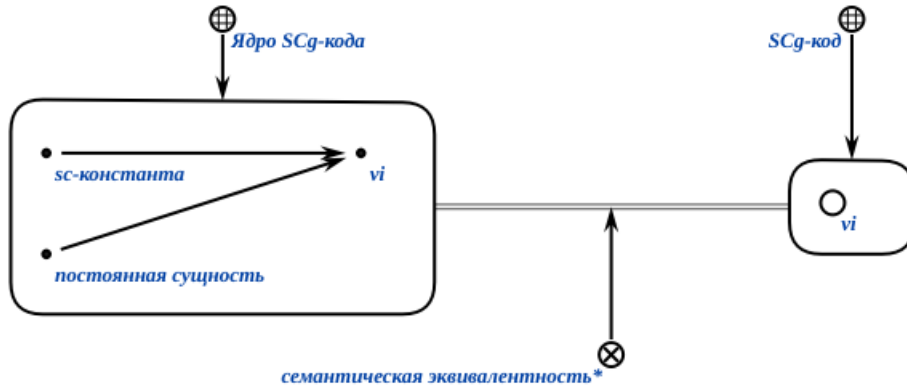 Ядро SCg-кода
SCg-код
sc-константа
vi
vi
постоянная сущность
семантическая эквивалентность*